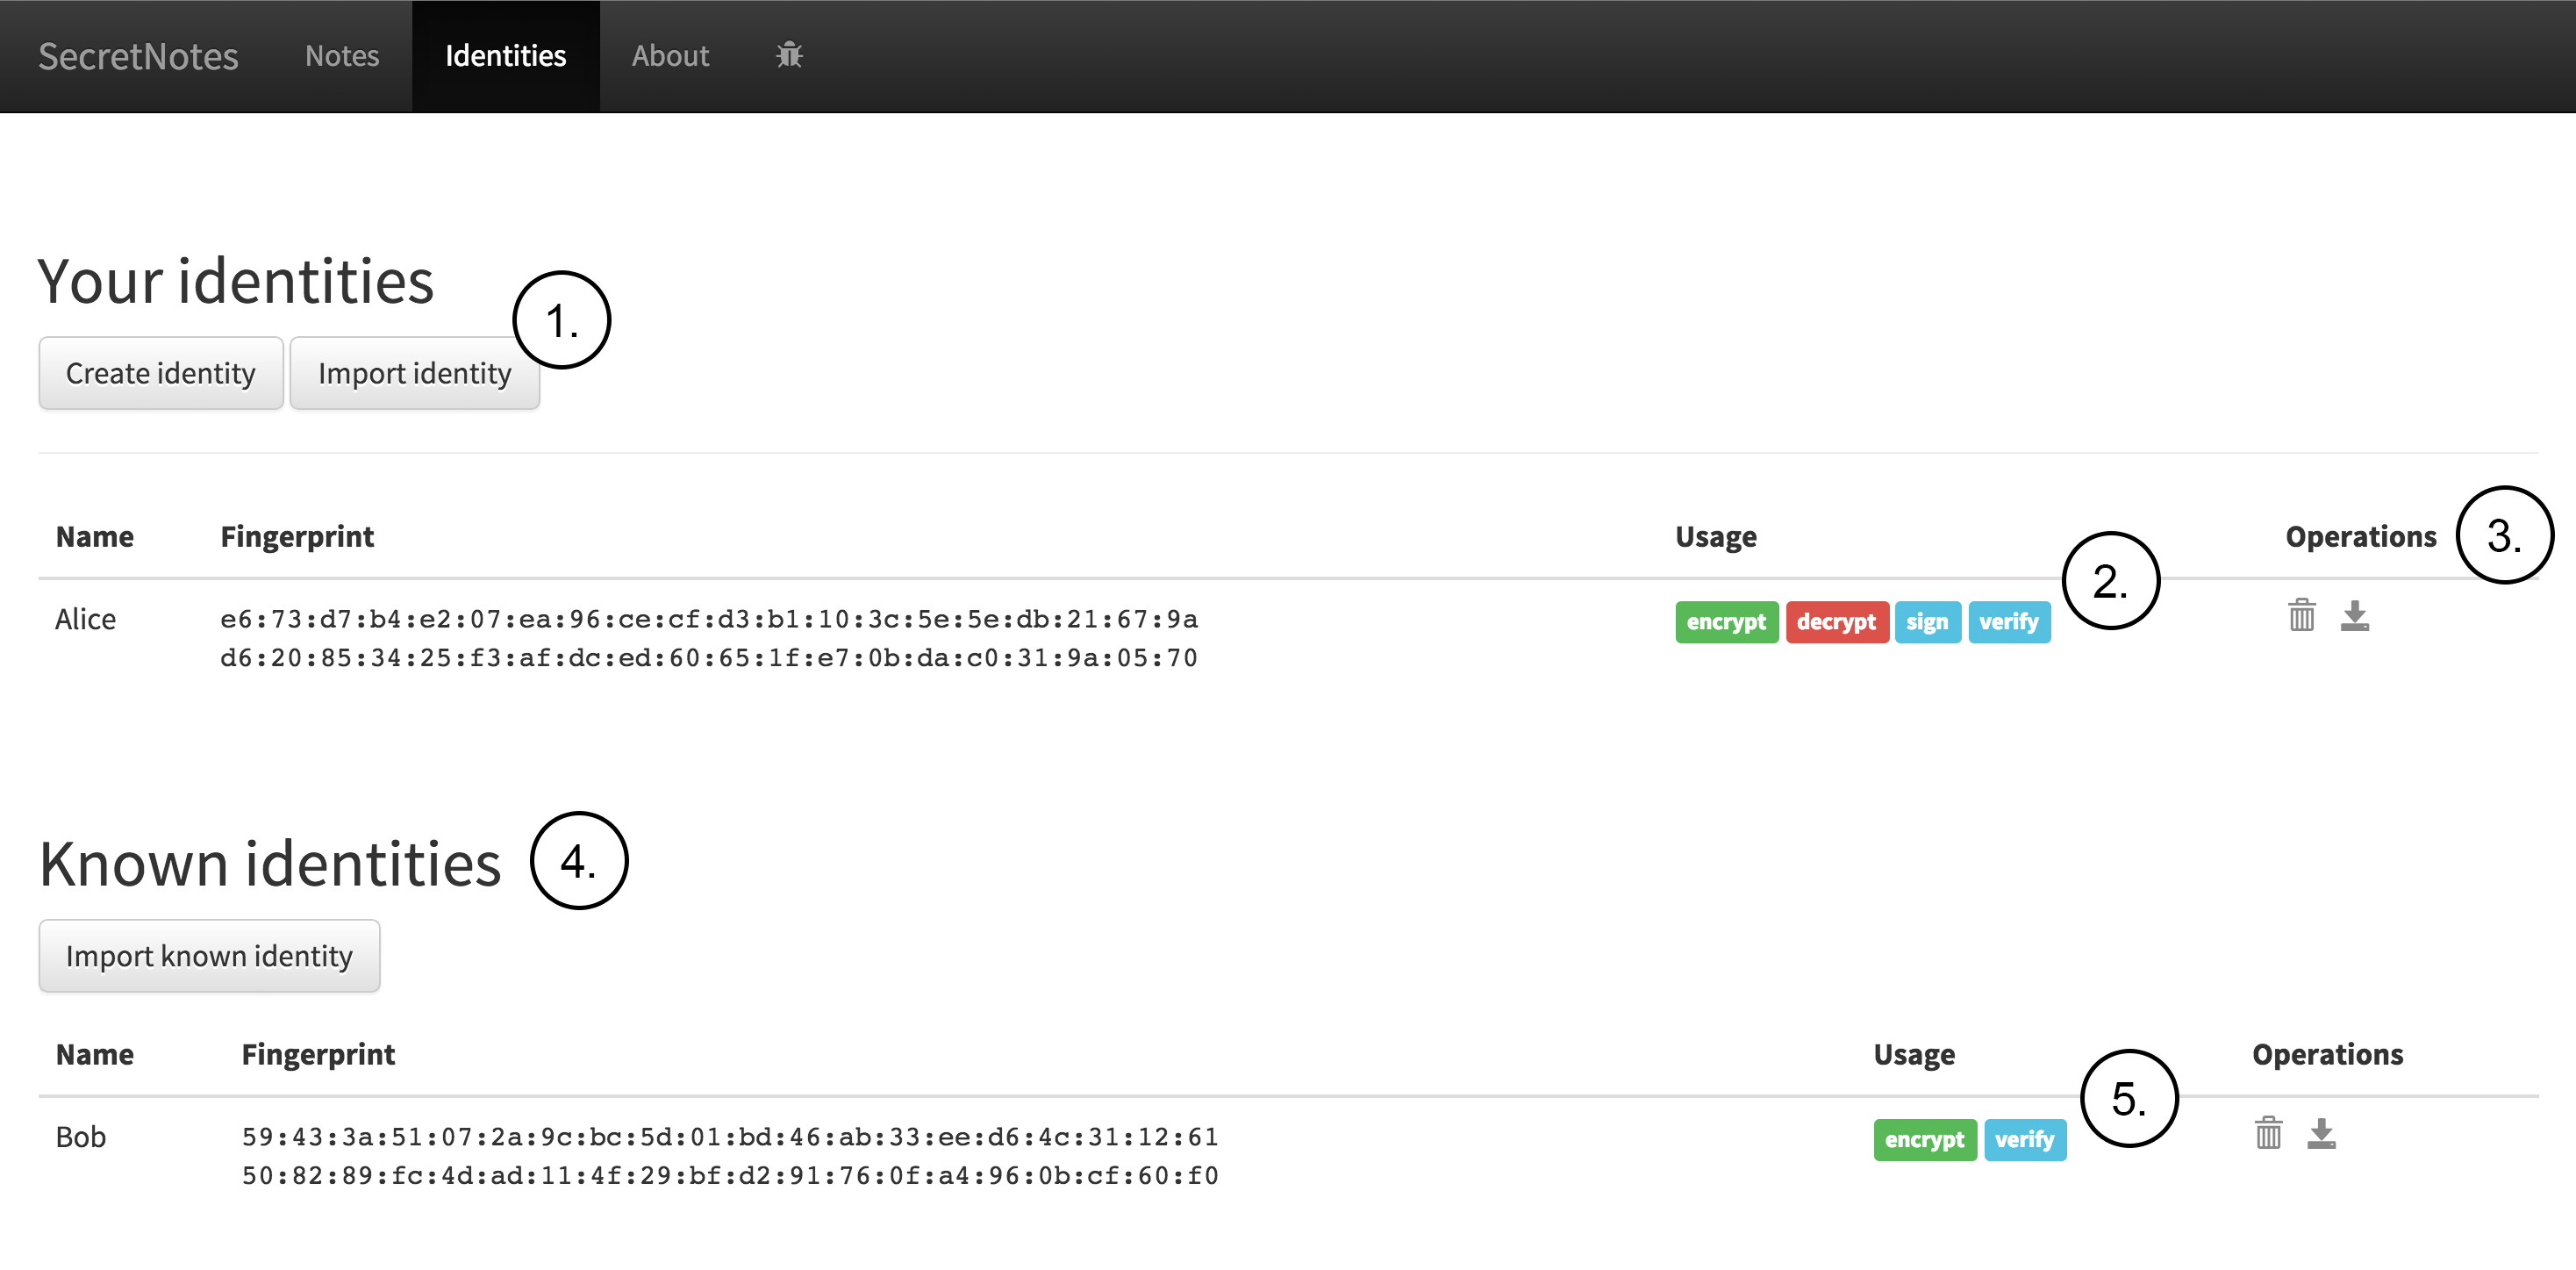 SecretNotes Notes Identities About
Your identities
1.
Create identity Import identity
Name Fingerprint Usage Operations 3.
2.
Alice e6:73:d7:b4:e2:07:ea:96:ce:cf:d3:b1:10:3c:5e:5e:db:21:67:9a encrypt decrypt sign verify
d6:20:85:34:25:f3:af:dc:ed:60:65:1f:e7:0b:da:c0:31:9a:05:70
Known identities 4.
Import known identity
Name Fingerprint Usage Operations
5.
Bob 59:43:3a:51:07:2a:9c:bc:5d:01:bd:46:ab:33:ee:d6:4c:31:12:61 encrypt verify
50:82:89:fc:4d:ad:11:4f:29:bf:d2:91:76:0f:a4:96:0b:cf:60:f0